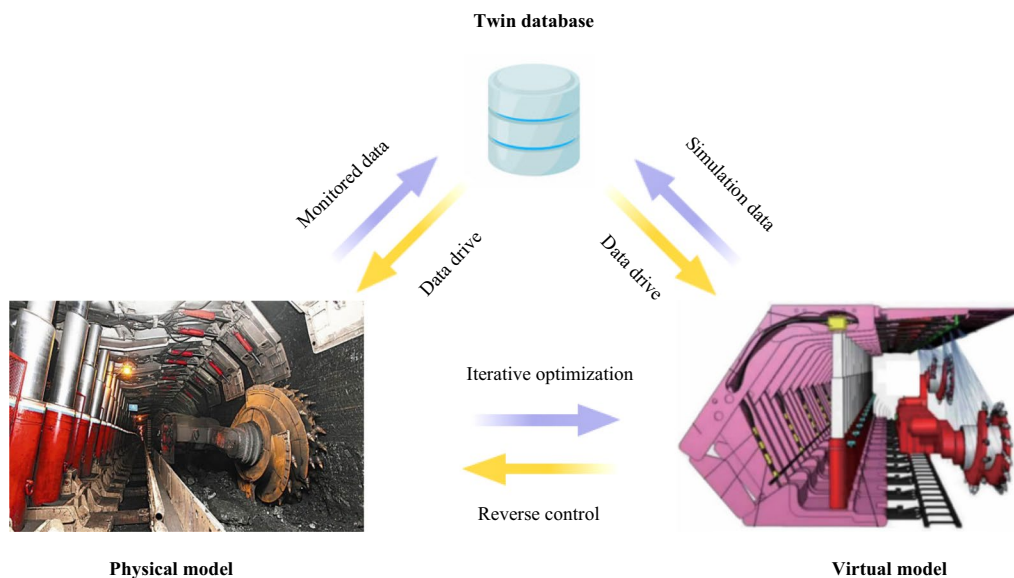 Twin database
Monitored data
Simulation data
Data drive
Data drive
Iterative optimization
Reverse control
Physical model
Virtual model